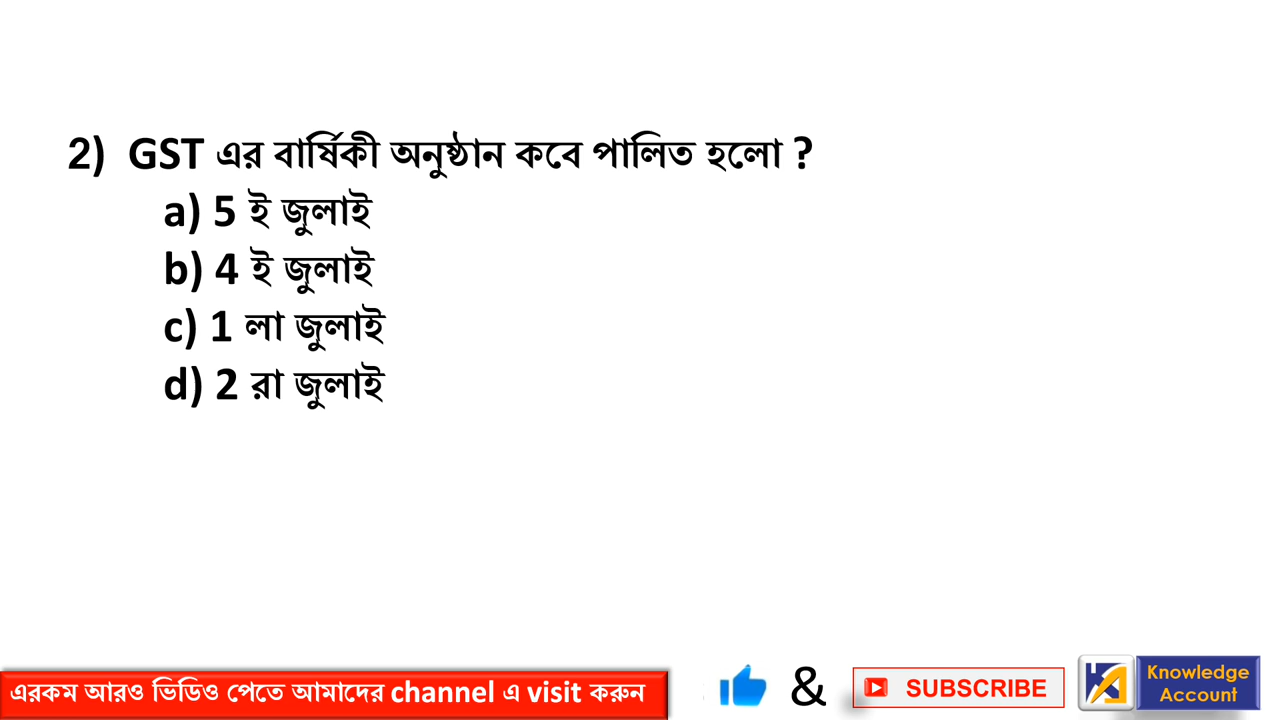 2) GST এর বার্ষিকী অনুষ্ঠান কবে পালিত হলো ?
a) 5 ই জুলাই
b) 4 ই জুলাই
c) 1 লা জুলাই
d) 2 রা জুলাই
এরকম আরও ভিডিও পেতে আমাদের channel এ visit করুন
& SUBSCRIBE
Knowledge
Account